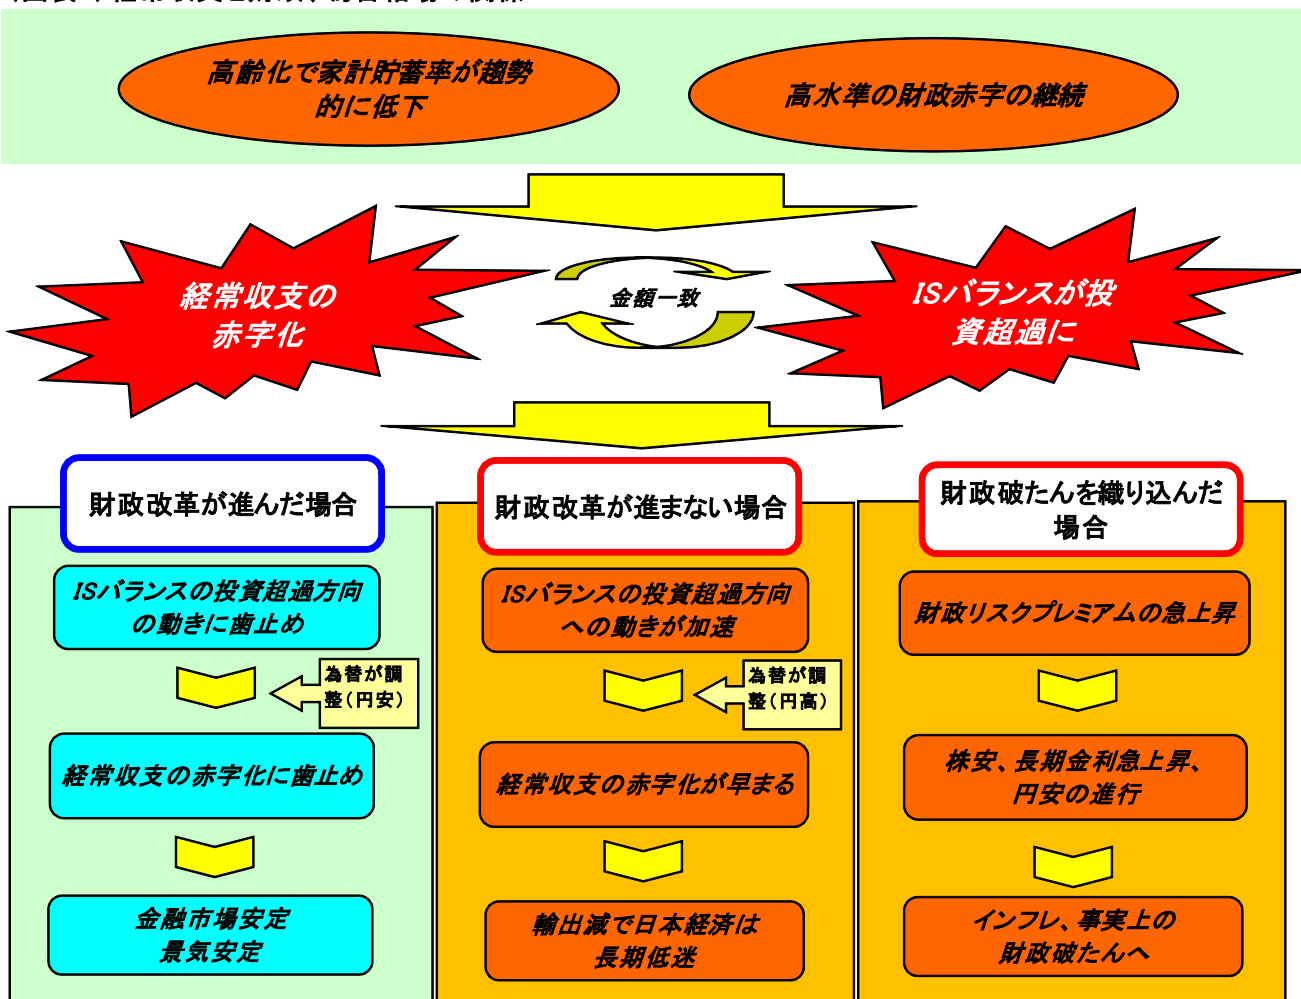 高齢化で家計貯蓄率が趨勢
的に低下
高水準の財政赤字の継続
経常収支の
赤字化
金額一致
ISバランスが投
資超過に
財政改革が進んだ場合
ISバランスの投資超過方向
の動きに歯止め
為替が調
整(円安)
経常収支の赤字化に歯止め
金融市場安定
景気安定
財政改革が進まない場合
ISバランスの投資超過方向
への動きが加速
為替が調
整(円高)
経常収支の赤字化が早まる
輸出減で日本経済は
長期低迷
財政破たんを織り込んだ
場合
財政リスクプレミアムの急上昇
株安、長期金利急上昇、
円安の進行
インフレ、事実上の
財政破たんへ